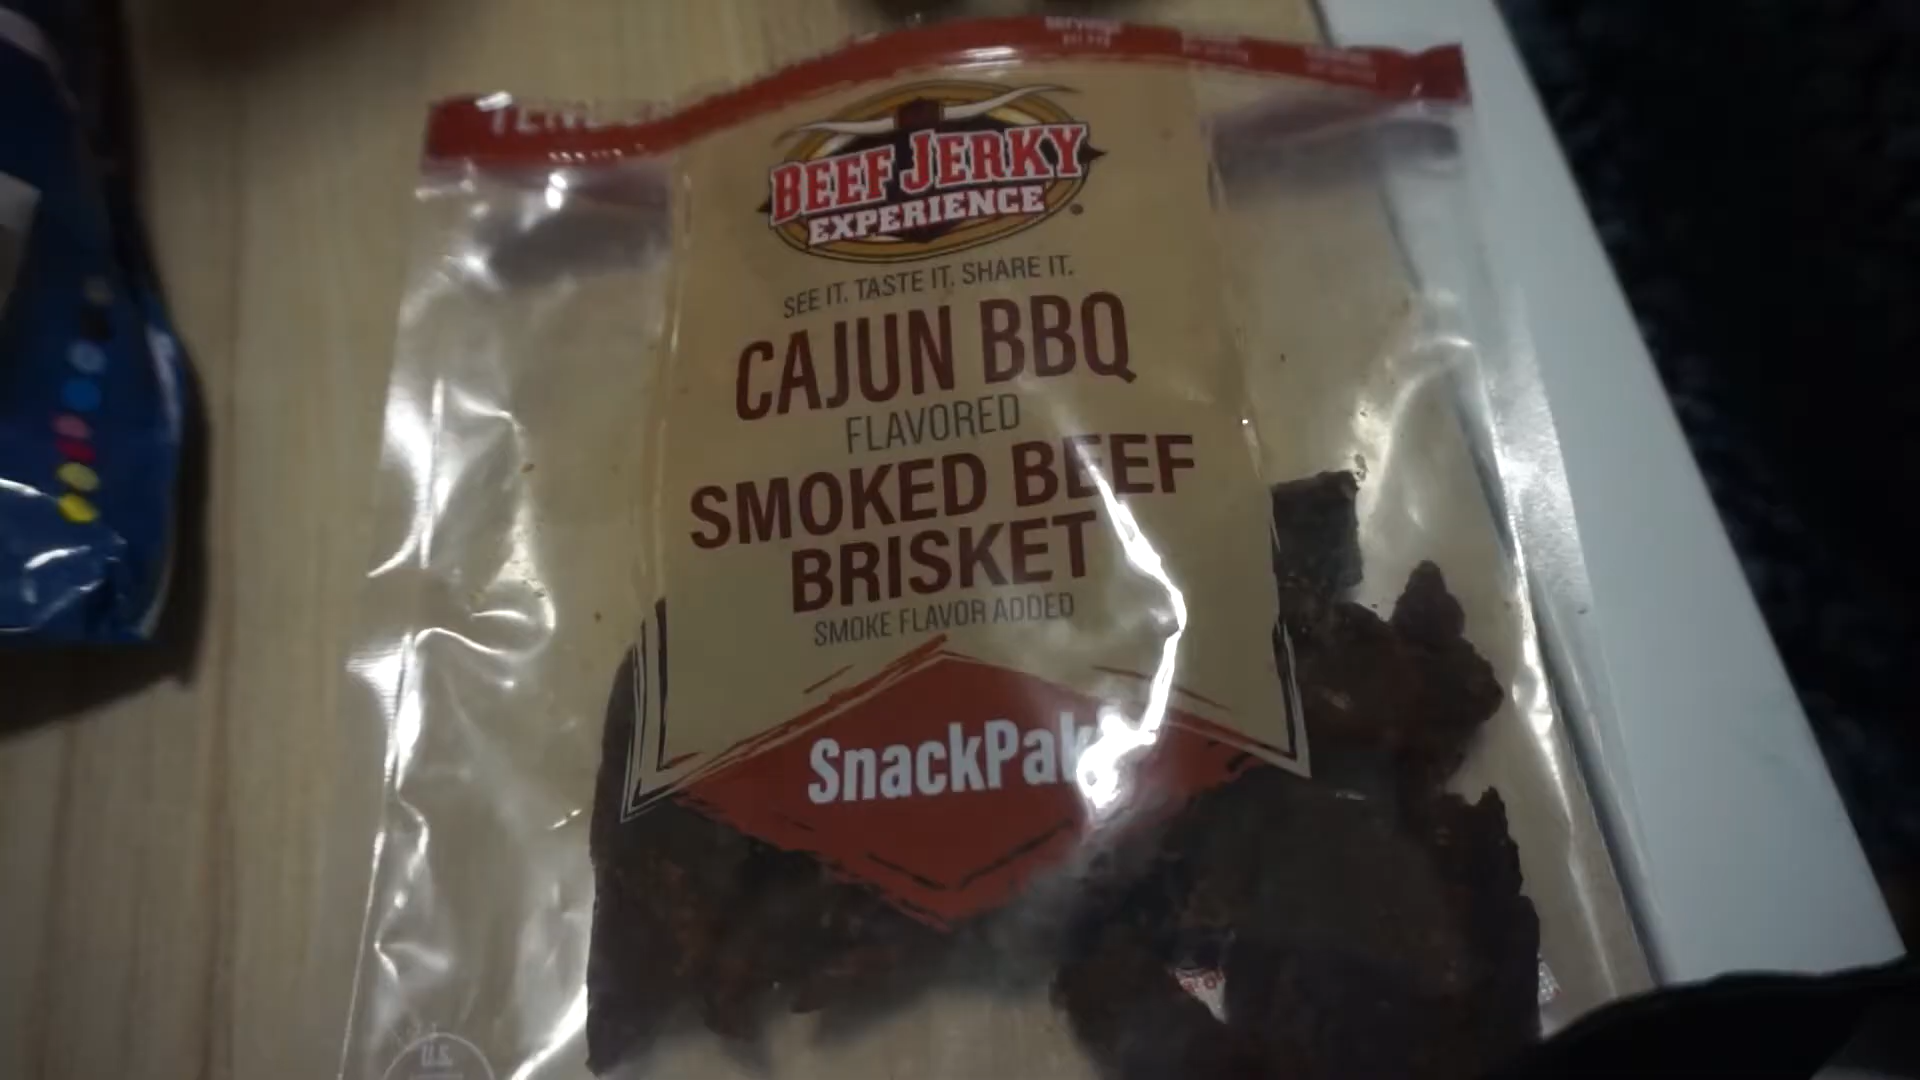 BEEF JERKY
EXPERIENCE
SEE IT. TASTE IT. SHARE IT.
CAJUN BBQ
FLAVORED
SMOKED BEEF
BRISKET
SMOKE FLAVOR ADDED
SnackPak
U.S.